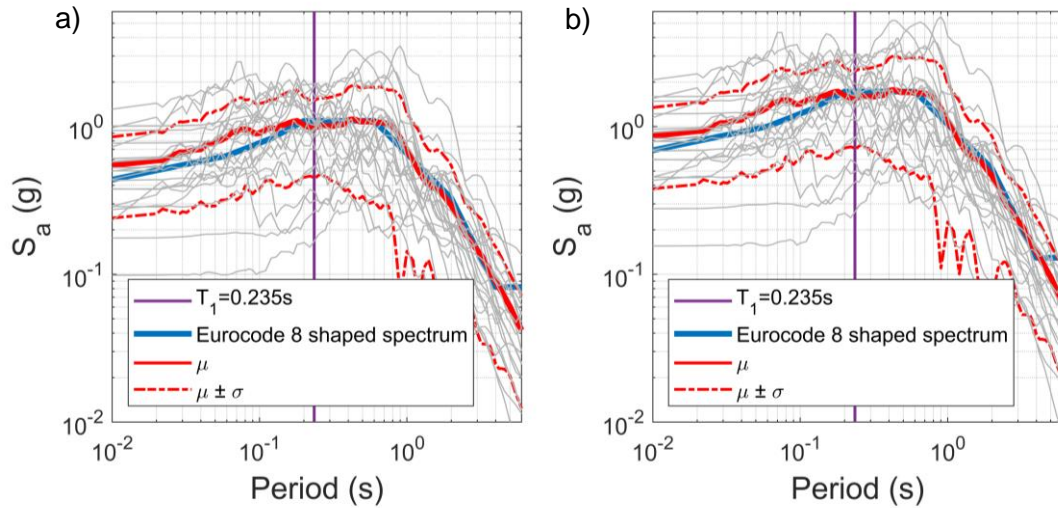 a)
S_a (g)
10^0
10^-1
10^-2
T_1=0.235s
Eurocode 8 shaped spectrum
μ
μ ± σ
10^-2
10^-1
10^0
Period (s)
b)
S_a (g)
10^0
10^-1
10^-2
T_1=0.235s
Eurocode 8 shaped spectrum
μ
μ ± σ
10^-2
10^-1
10^0
Period (s)